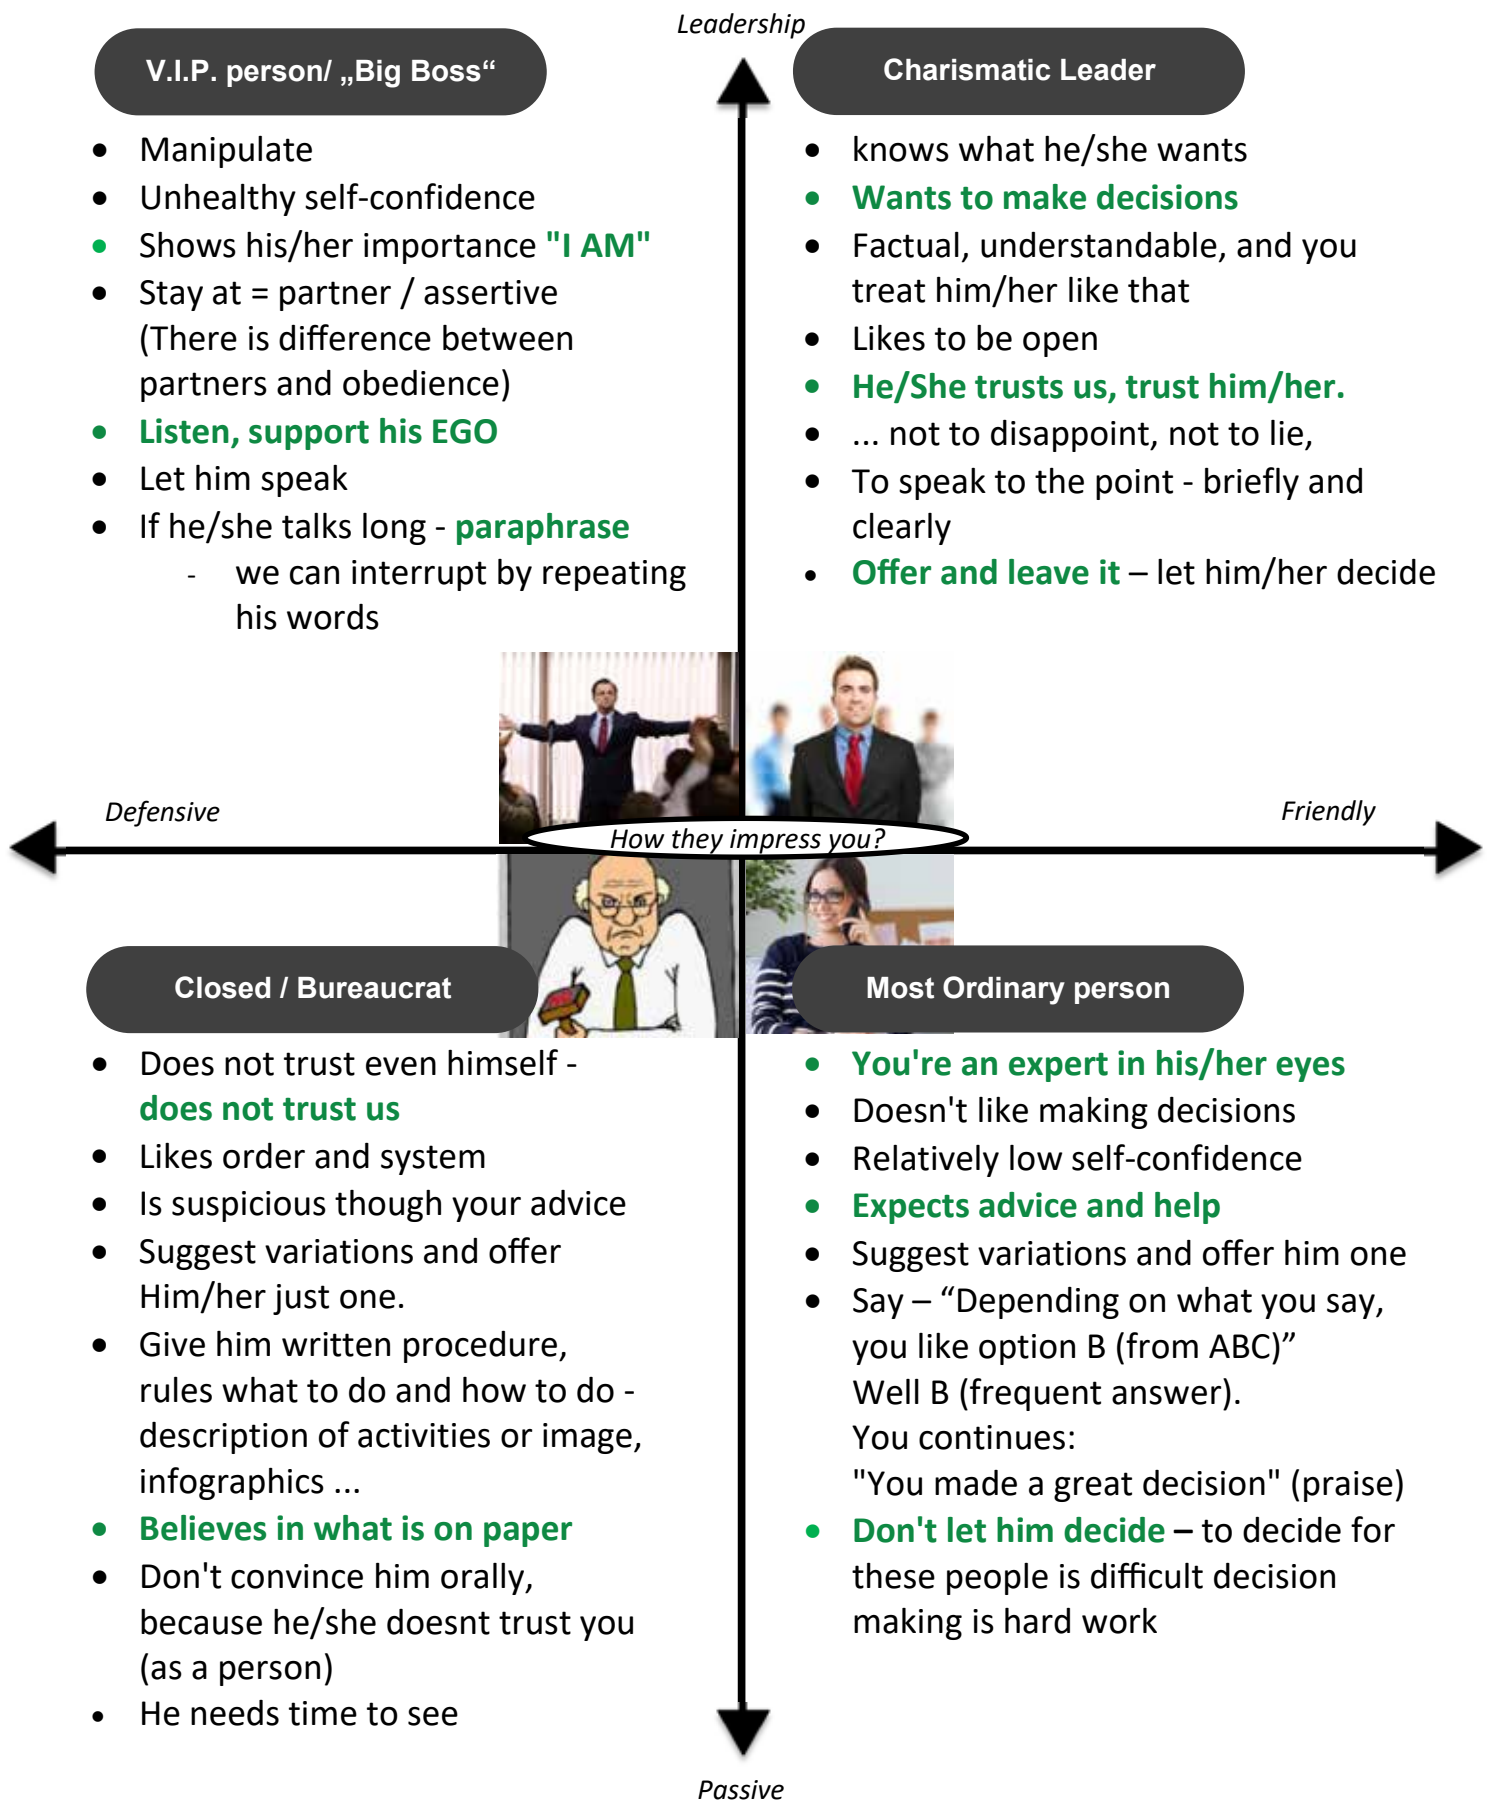 Leadership
V.I.P. person/ „Big Boss“
• Manipulate
• Unhealthy self-confidence
• Shows his/her importance "I AM"
• Stay at = partner / assertive
(There is difference between
partners and obedience)
• Listen, support his EGO
• Let him speak
• If he/she talks long - paraphrase
- we can interrupt by repeating
his words
Charismatic Leader
• knows what he/she wants
• Wants to make decisions
• Factual, understandable, and you
treat him/her like that
• Likes to be open
• He/She trusts us, trust him/her.
• ... not to disappoint, not to lie,
• To speak to the point - briefly and
clearly
• Offer and leave it – let him/her decide
Defensive
Friendly
How they impress you?
Closed / Bureaucrat
• Does not trust even himself -
does not trust us
• Likes order and system
• Is suspicious though your advice
• Suggest variations and offer
Him/her just one.
• Give him written procedure,
rules what to do and how to do -
description of activities or image,
infographics ...
• Believes in what is on paper
• Don't convince him orally,
because he/she doesnt trust you
(as a person)
• He needs time to see
Most Ordinary person
• You're an expert in his/her eyes
• Doesn't like making decisions
• Relatively low self-confidence
• Expects advice and help
• Suggest variations and offer him one
• Say – “Depending on what you say,
you like option B (from ABC)”
Well B (frequent answer).
You continues:
"You made a great decision" (praise)
• Don't let him decide – to decide for
these people is difficult decision
making is hard work
Passive